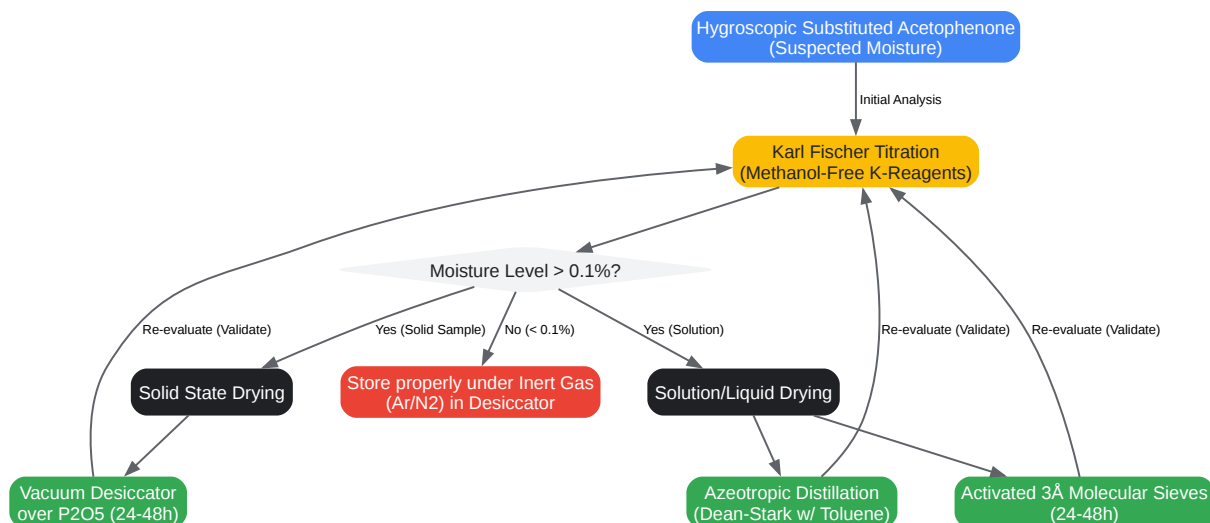 Hygroscopic Substituted Acetophenone
(Suspected Moisture)
Initial Analysis
Karl Fischer Titration
(Methanol-Free K-Reagents)
Moisture Level > 0.1%?
Re-evaluate (Validate)
Yes (Solid Sample)
No (< 0.1%)
Yes (Solution)
Re-evaluate (Validate)
Re-evaluate (Validate)
Solid State Drying
Store properly under Inert Gas
(Ar/N2) in Desiccator
Solution/Liquid Drying
Vacuum Desiccator
over P2O5 (24-48h)
Azeotropic Distillation
(Dean-Stark w/ Toluene)
Activated 3Å Molecular Sieves
(24-48h)